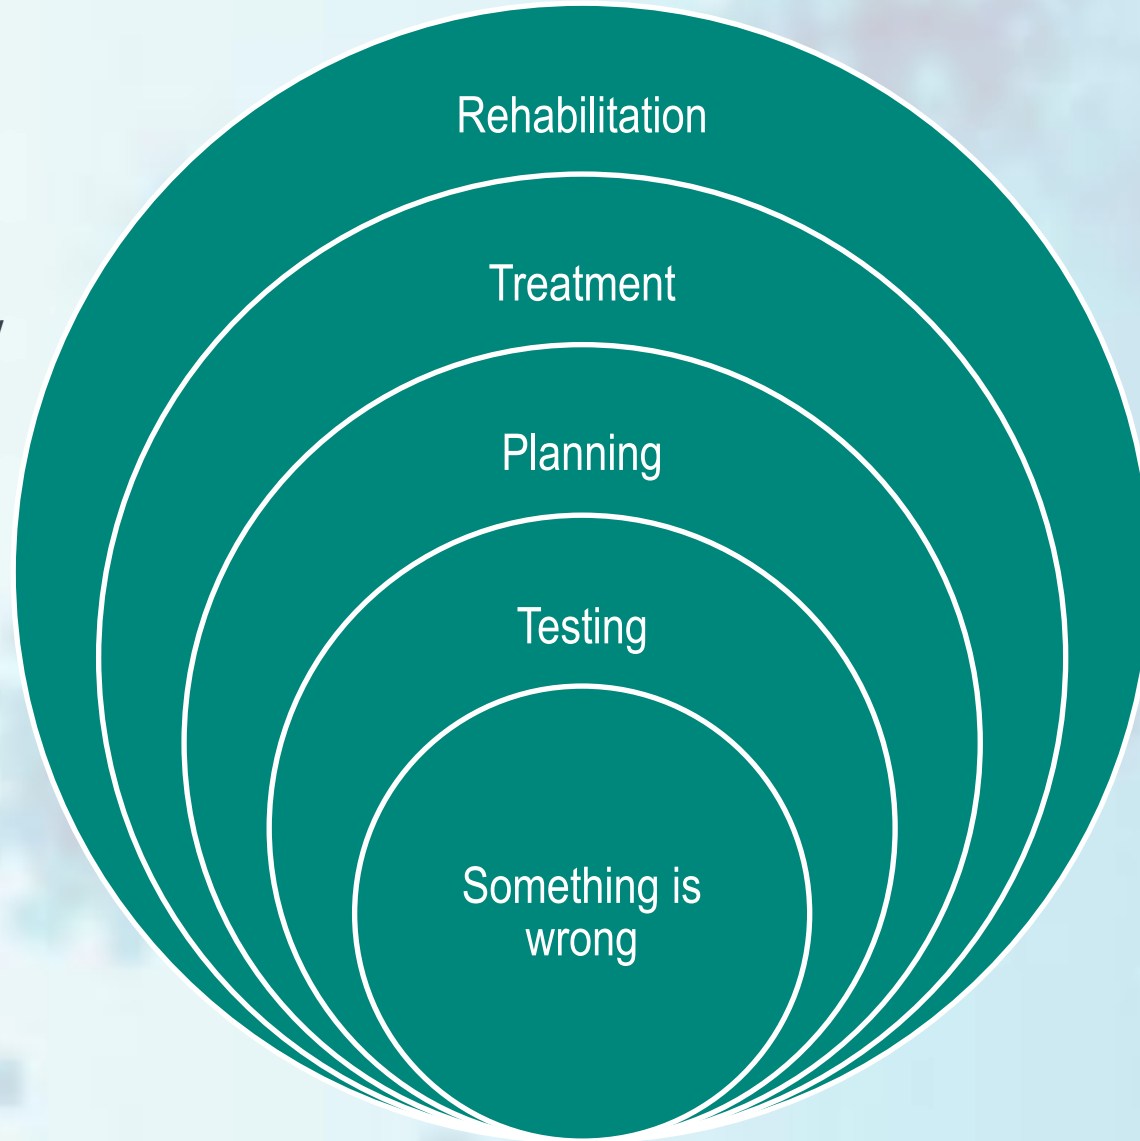 Rehabilitation
Treatment
Planning
Testing
Something is
wrong